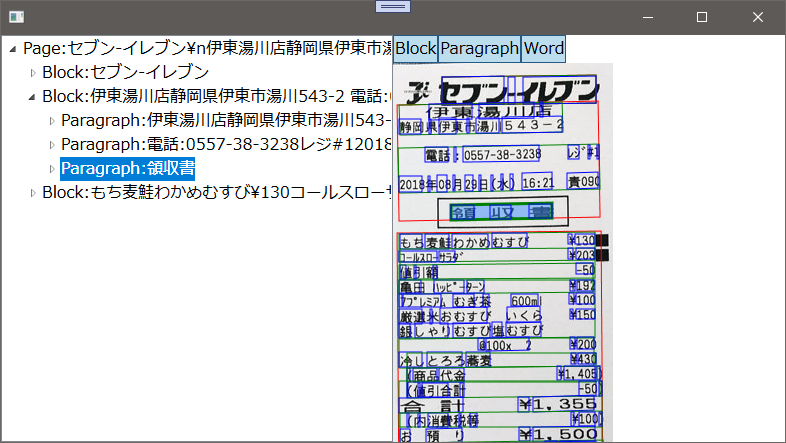 Page:セブン-イレブン¥n伊東湯川店静岡県伊東市湯
Block:セブン-イレブン
Block:伊東湯川店静岡県伊東市湯川543-2 電話:
Paragraph:伊東湯川店静岡県伊東市湯川543-
Paragraph:電話:0557-38-3238レジ#12018
Paragraph:領収書
Block:もち麦鮭わかめむすび¥130コールスローサ
Block Paragraph Word
セブン-イレブン
伊東湯川店
静岡県伊東市湯川543-2
電話:0557-38-3238 レジ#1
2018年08月29日(水) 16:21 責090
領収書
もち麦鮭わかめむすび ¥130
コールスローサラダ ¥203
値引額 -50
亀田 ハッピーターン ¥192
7プレミアム むぎ茶 600ml ¥100
厳選米おむすび いくら ¥150
銀しゃりむすび塩むすび
@100x 2 ¥200
冷しとろろ蕎麦 ¥430
(商品代金 ¥1,405)
(値引合計 -50)
合計 ¥1,355
(内消費税等 ¥100)
お預り ¥1,500